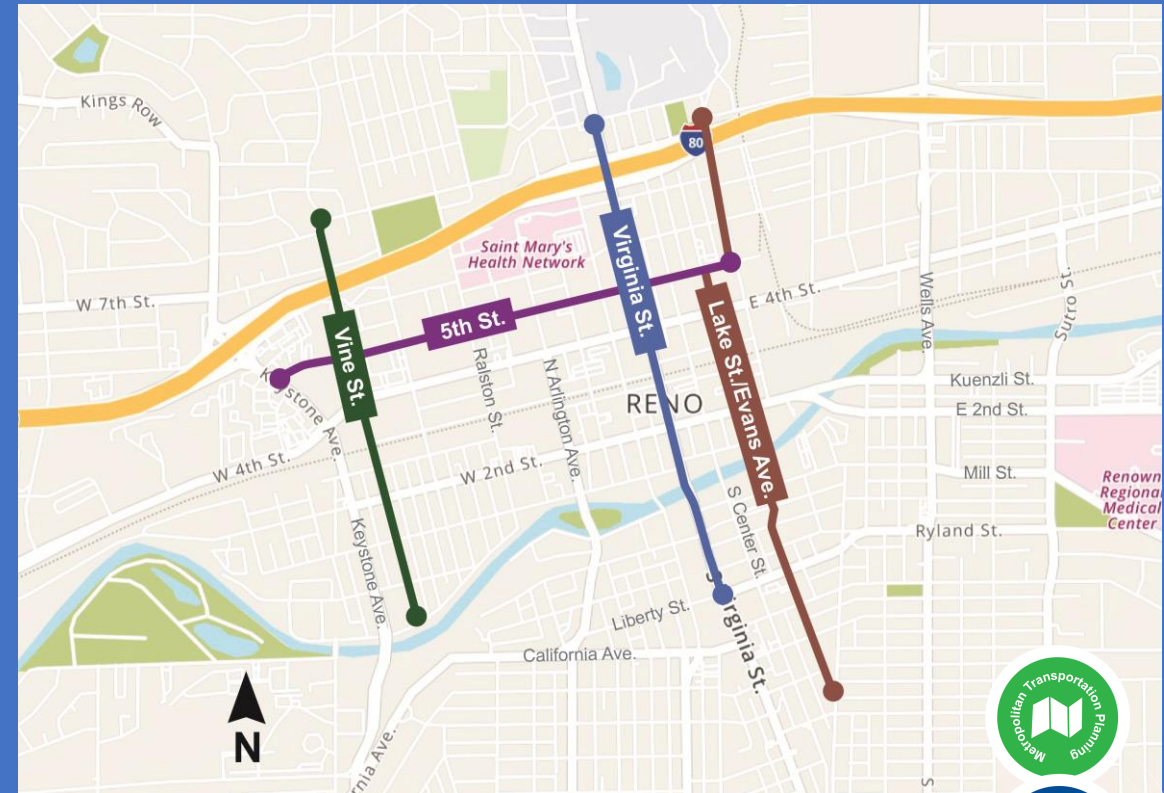 Kings Row
80
Saint Mary's
Health Network
Virginia St.
W 7th St.
5th St.
Vine St.
E 4th St.
Lake St./Evans Ave.
Wells Ave.
Sutro St.
Keystone Ave.
Ralston St.
N Arlington Ave.
RENO
Kuenzli St.
E 2nd St.
W 4th St.
W 2nd St.
Mill St.
Renown
Regional
Medical
Center
S Center St.
Ryland St.
Keystone Ave.
Liberty St.
S Virginia St.
California Ave.
N
rnia Ave.
S
Metropolitan Transportation Planning